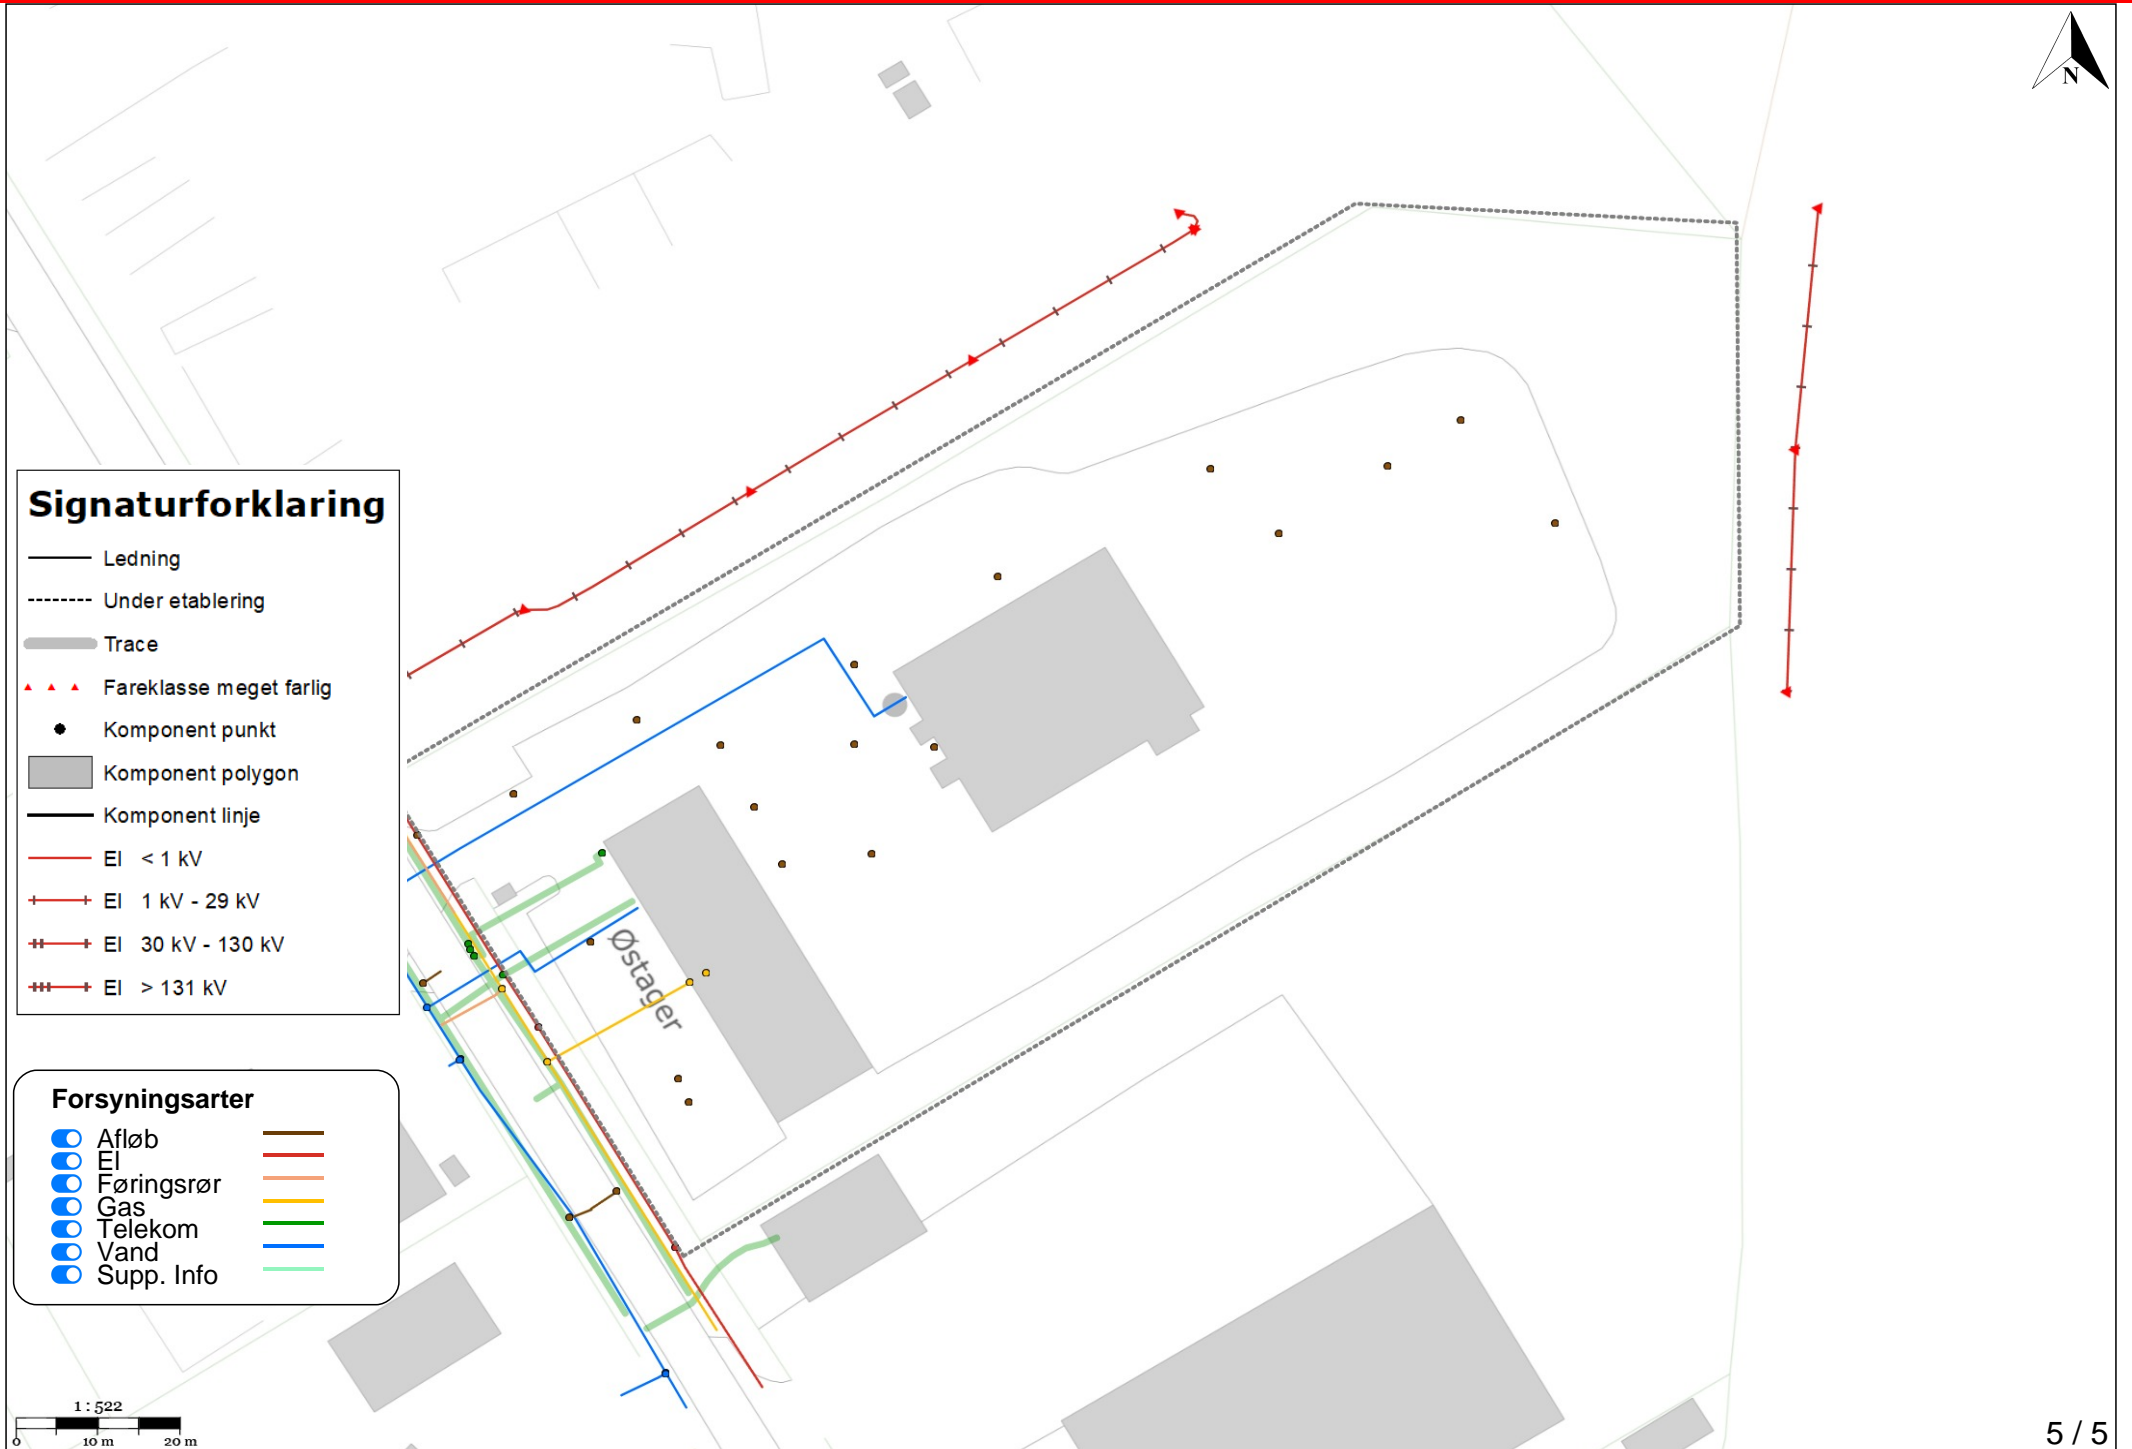 N
Signaturforklaring
Ledning
Under etablering
Trace
Fareklasse meget farlig
Komponent punkt
Komponent polygon
Komponent linje
El < 1 kV
El 1 kV - 29 kV
El 30 kV - 130 kV
El > 131 kV
Østager
Forsyningsarter
Afløb
El
Føringsrør
Gas
Telekom
Vand
Supp. Info
1 : 522
0 10 m 20 m
5 / 5